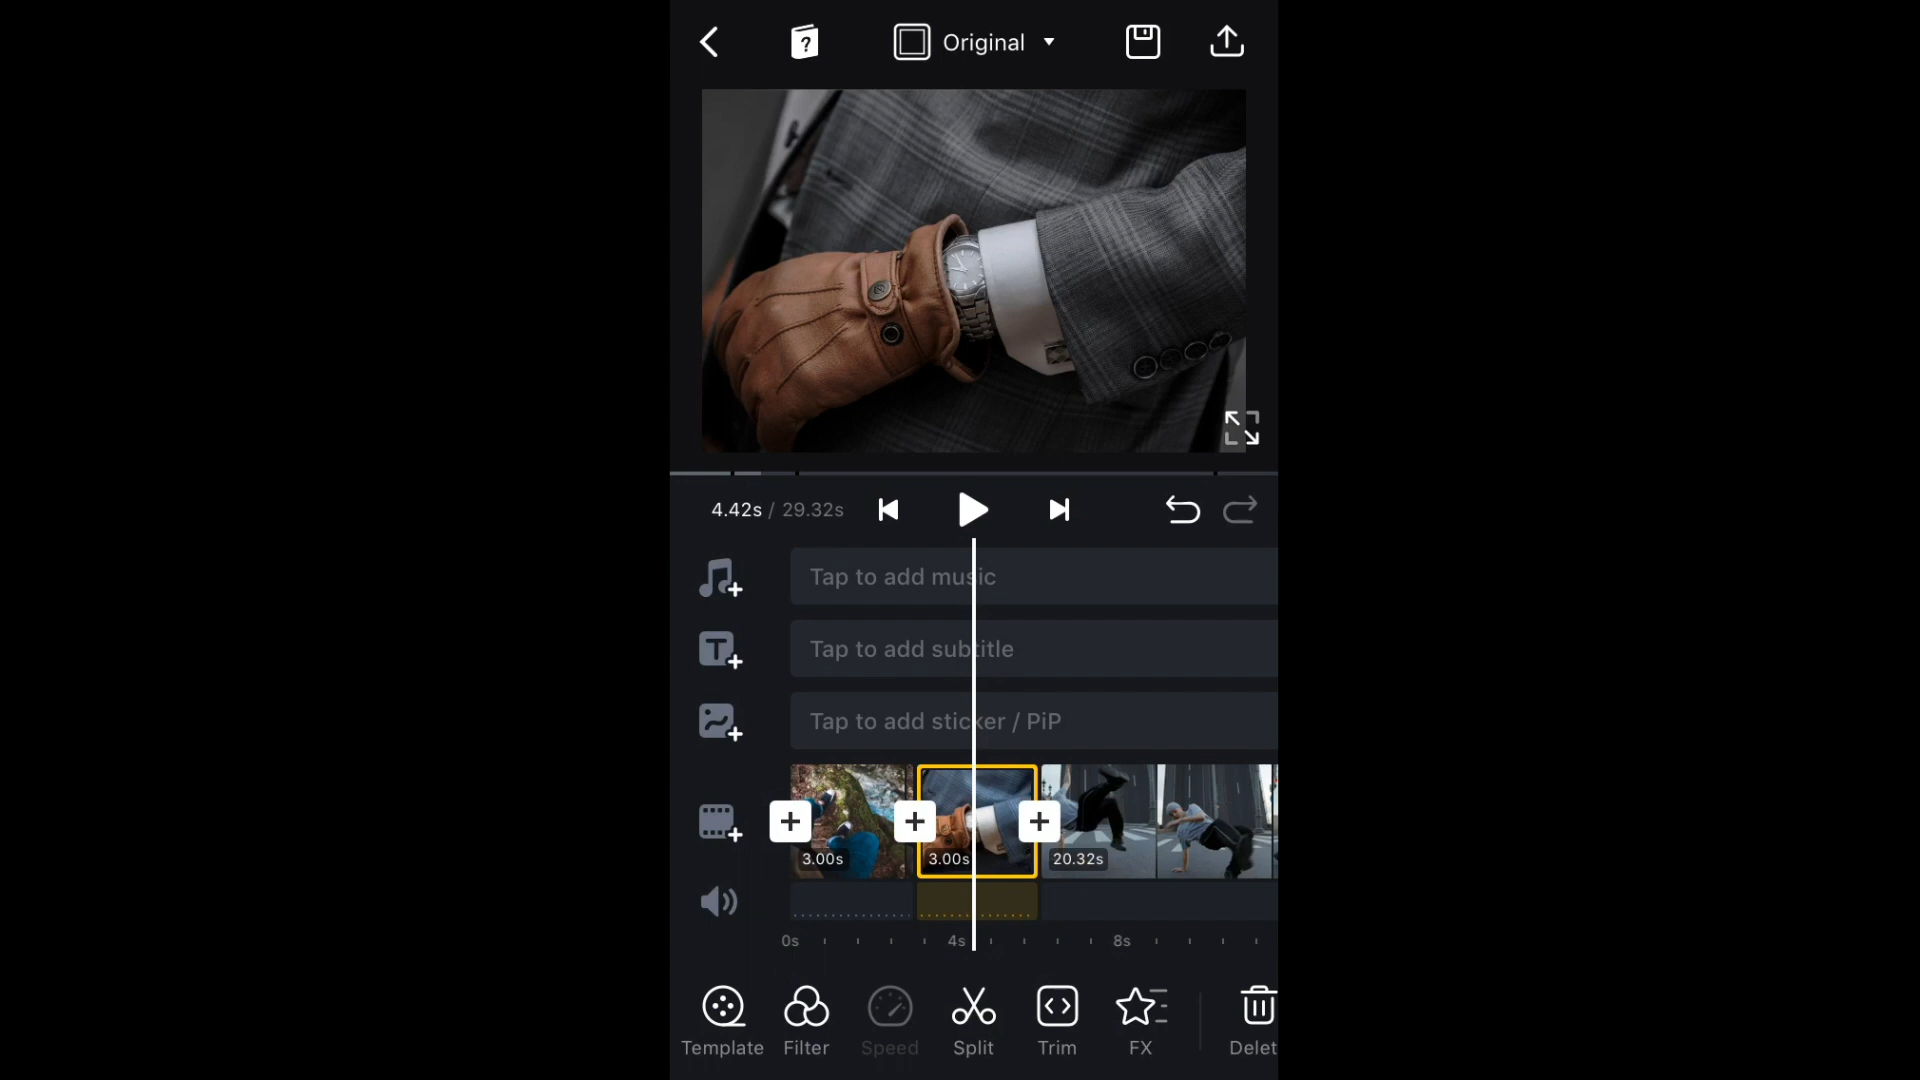 Original
4.42s / 29.32s
Tap to add music
Tap to add subtitle
Tap to add sticker / PiP
3.00s 3.00s 20.32s
0s 4s 8s
Template Filter Speed Split Trim FX Delet